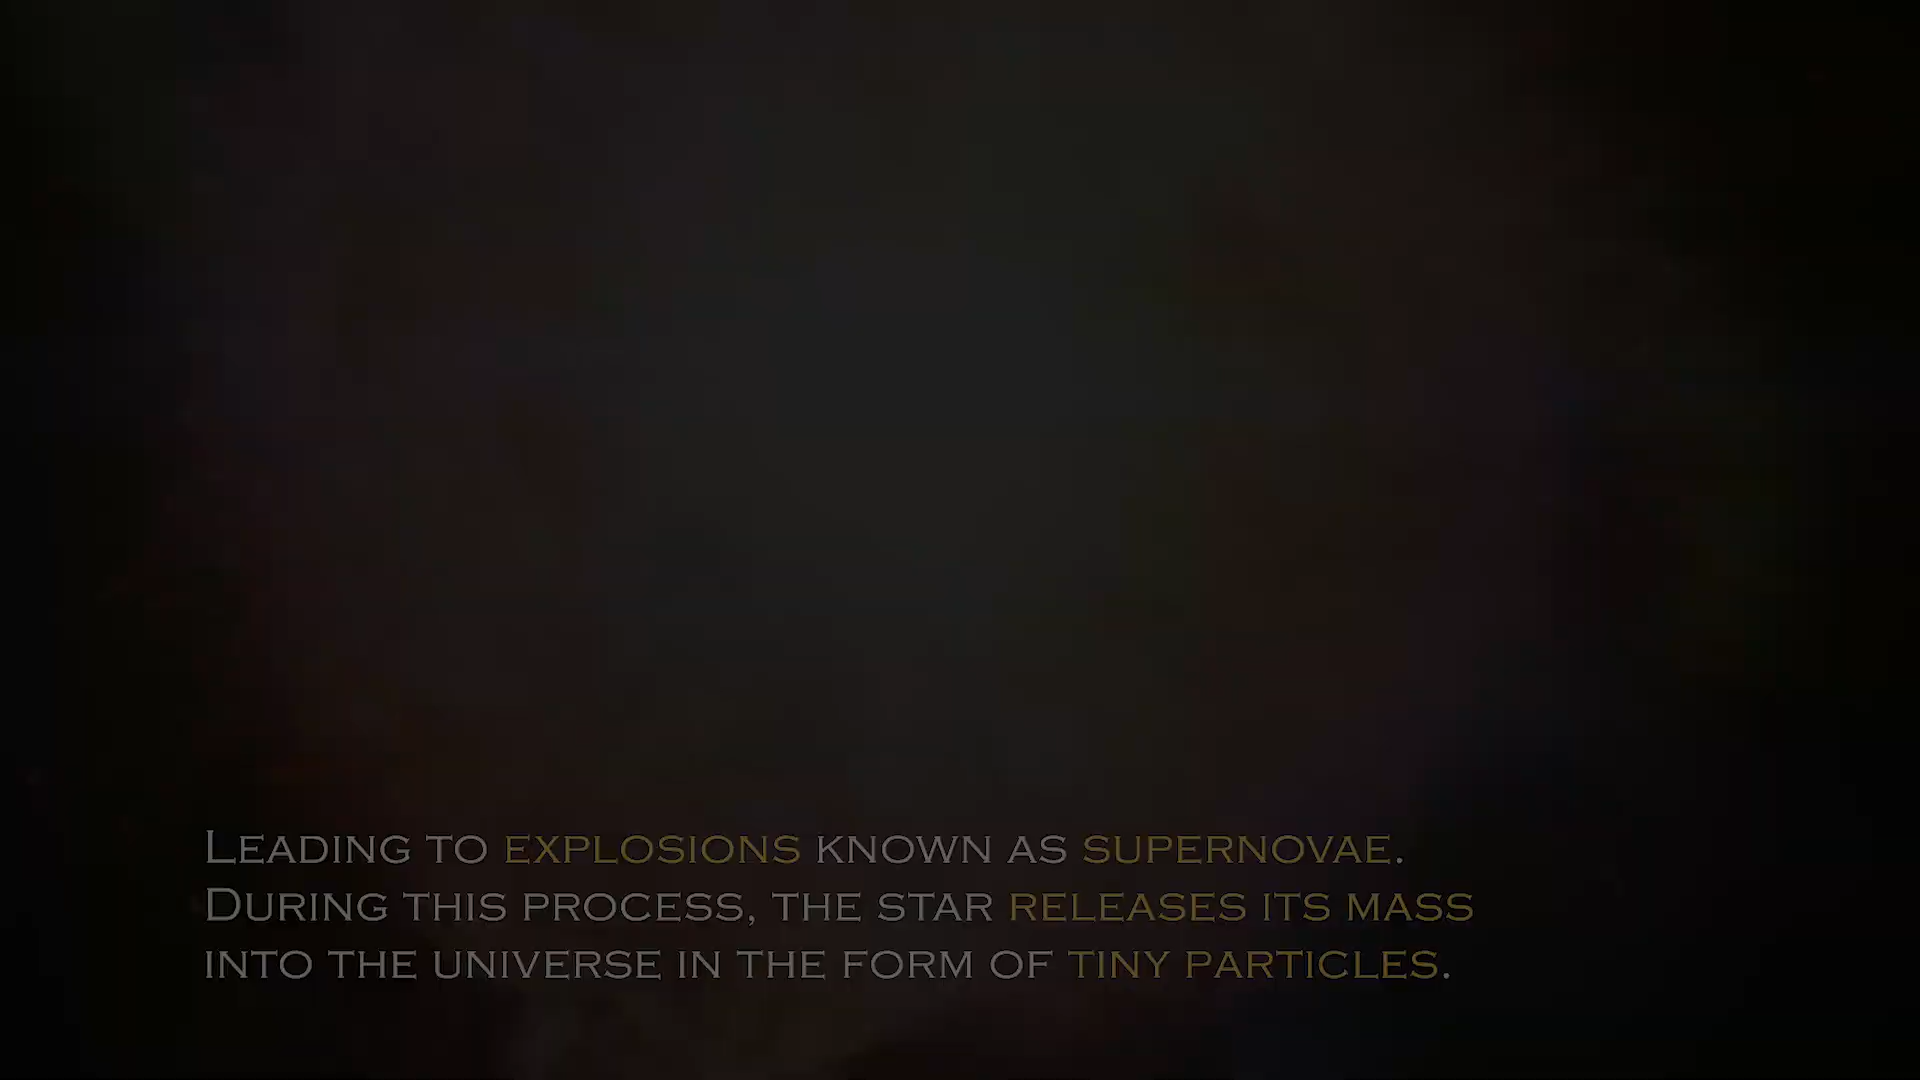 Leading to explosions known as supernovae.
During this process, the star releases its mass
into the universe in the form of tiny particles.